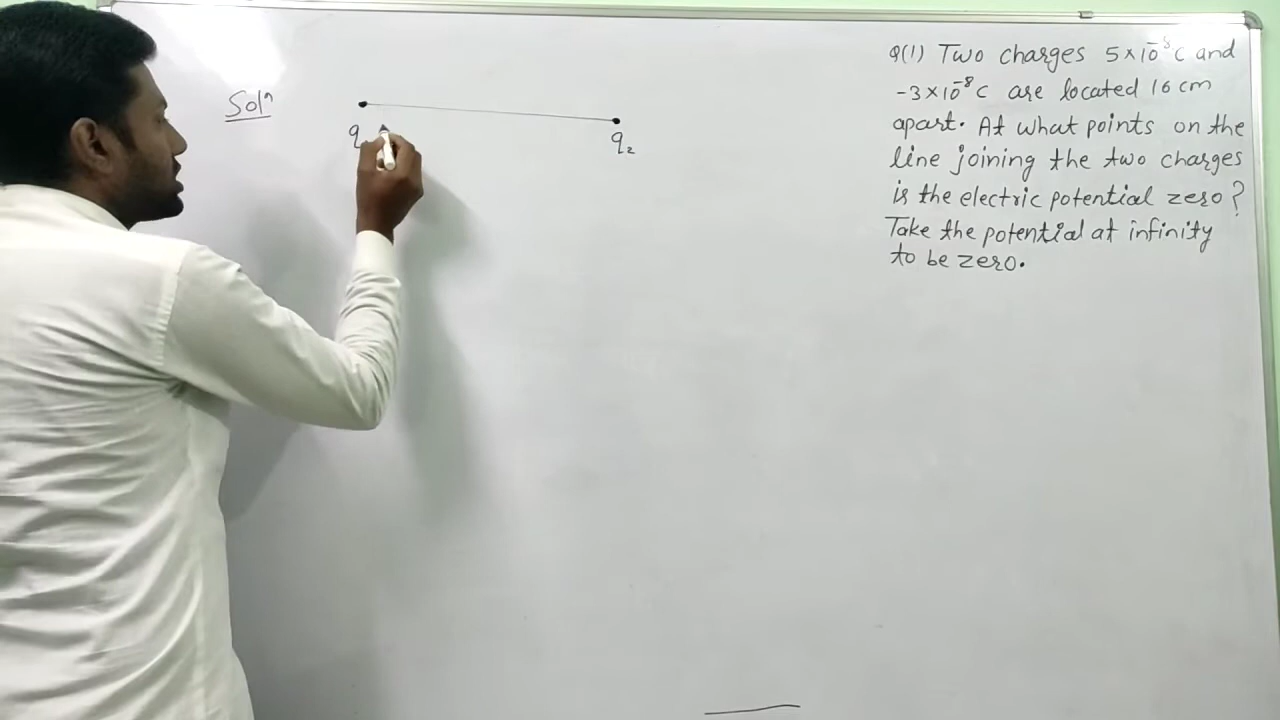 Solⁿ
q
q₂
Q(1) Two charges 5×10⁻⁸C and
-3×10⁻⁸C are located 16 cm
apart. At what points on the
line joining the two charges
is the electric potential zero?
Take the potential at infinity
to be zero.